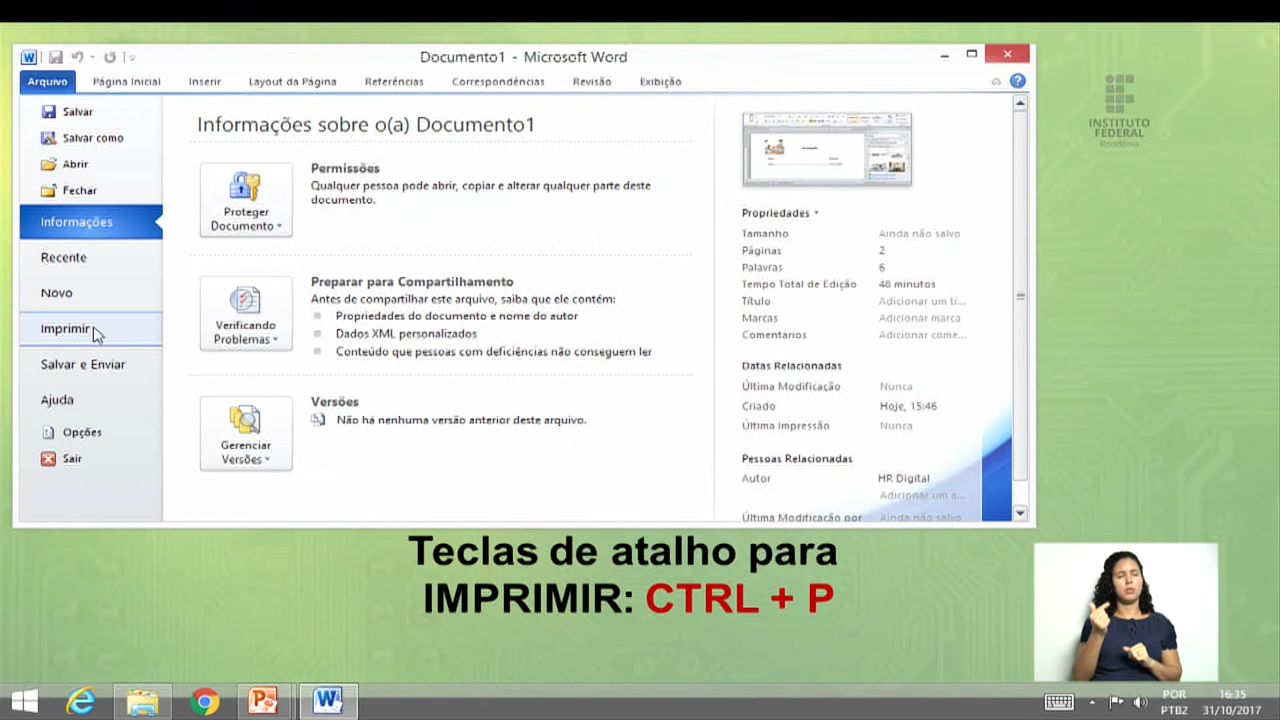 Documento1 - Microsoft Word
Arquivo Página Inicial Inserir Layout da Página Referências Correspondências Revisão Exibição
Salvar
Salvar como
Abrir
Fechar
Informações
Recente
Novo
Imprimir
Salvar e Enviar
Ajuda
Opções
Sair
Informações sobre o(a) Documento1
Proteger
Documento
Permissões
Qualquer pessoa pode abrir, copiar e alterar qualquer parte deste
documento.
Verificando
Problemas
Preparar para Compartilhamento
Antes de compartilhar este arquivo, saiba que ele contém:
Propriedades do documento e nome do autor
Dados XML personalizados
Conteúdo que pessoas com deficiências não conseguem ler
Gerenciar
Versões
Versões
Não há nenhuma versão anterior deste arquivo.
Propriedades
Tamanho Ainda não salvo
Páginas 2
Palavras 6
Tempo Total de Edição 48 minutos
Título Adicionar um tí...
Marcas Adicionar marca
Comentários Adicionar come...
Datas Relacionadas
Última Modificação Nunca
Criado Hoje, 15:46
Última Impressão Nunca
Pessoas Relacionadas
Autor HR Digital
Adicionar um a...
Última Modificação por Ainda não salvo
INSTITUTO
FEDERAL
Rondônia
Teclas de atalho para
IMPRIMIR: CTRL + P
POR 16:35
PTB2 31/10/2017